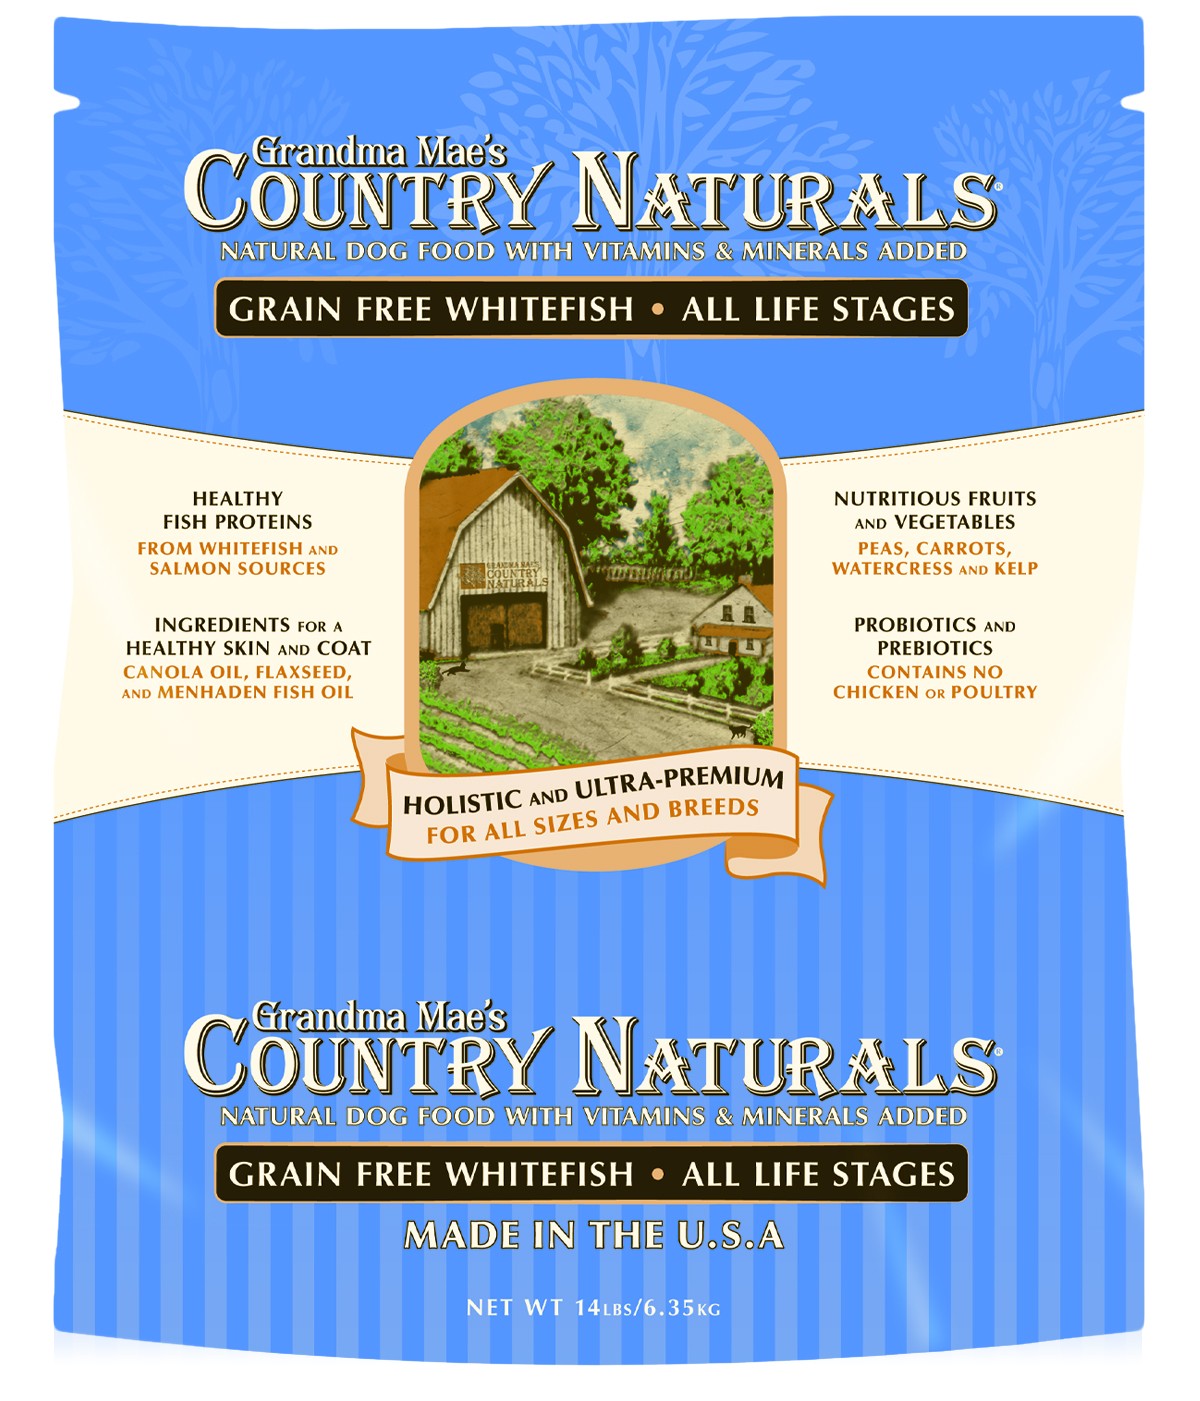 Grandma Mae's
COUNTRY NATURALS®
NATURAL DOG FOOD WITH VITAMINS & MINERALS ADDED
GRAIN FREE WHITEFISH • ALL LIFE STAGES
HEALTHY
FISH PROTEINS
FROM WHITEFISH AND
SALMON SOURCES
INGREDIENTS FOR A
HEALTHY SKIN AND COAT
CANOLA OIL, FLAXSEED,
AND MENHADEN FISH OIL
GRANDMA MAE'S
COUNTRY
NATURALS
NUTRITIOUS FRUITS
AND VEGETABLES
PEAS, CARROTS,
WATERCRESS AND KELP
PROBIOTICS AND
PREBIOTICS
CONTAINS NO
CHICKEN OR POULTRY
HOLISTIC AND ULTRA-PREMIUM
FOR ALL SIZES AND BREEDS
Grandma Mae's
COUNTRY NATURALS®
NATURAL DOG FOOD WITH VITAMINS & MINERALS ADDED
GRAIN FREE WHITEFISH • ALL LIFE STAGES
MADE IN THE U.S.A
NET WT 14LBS/6.35KG